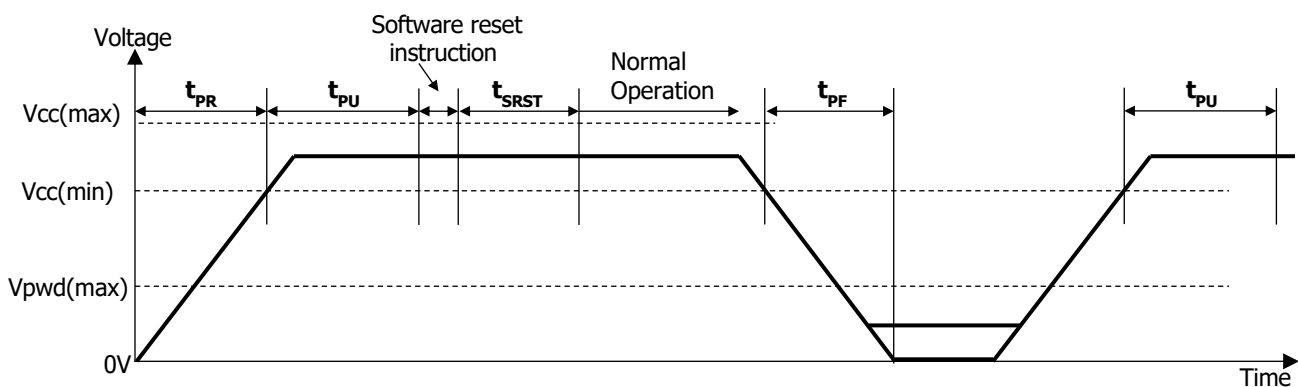 Software reset
instruction
Voltage
Normal
Operation
tPR
tPU
tSRST
tPF
tPU
Vcc(max)
Vcc(min)
Vpwd(max)
0V
Time